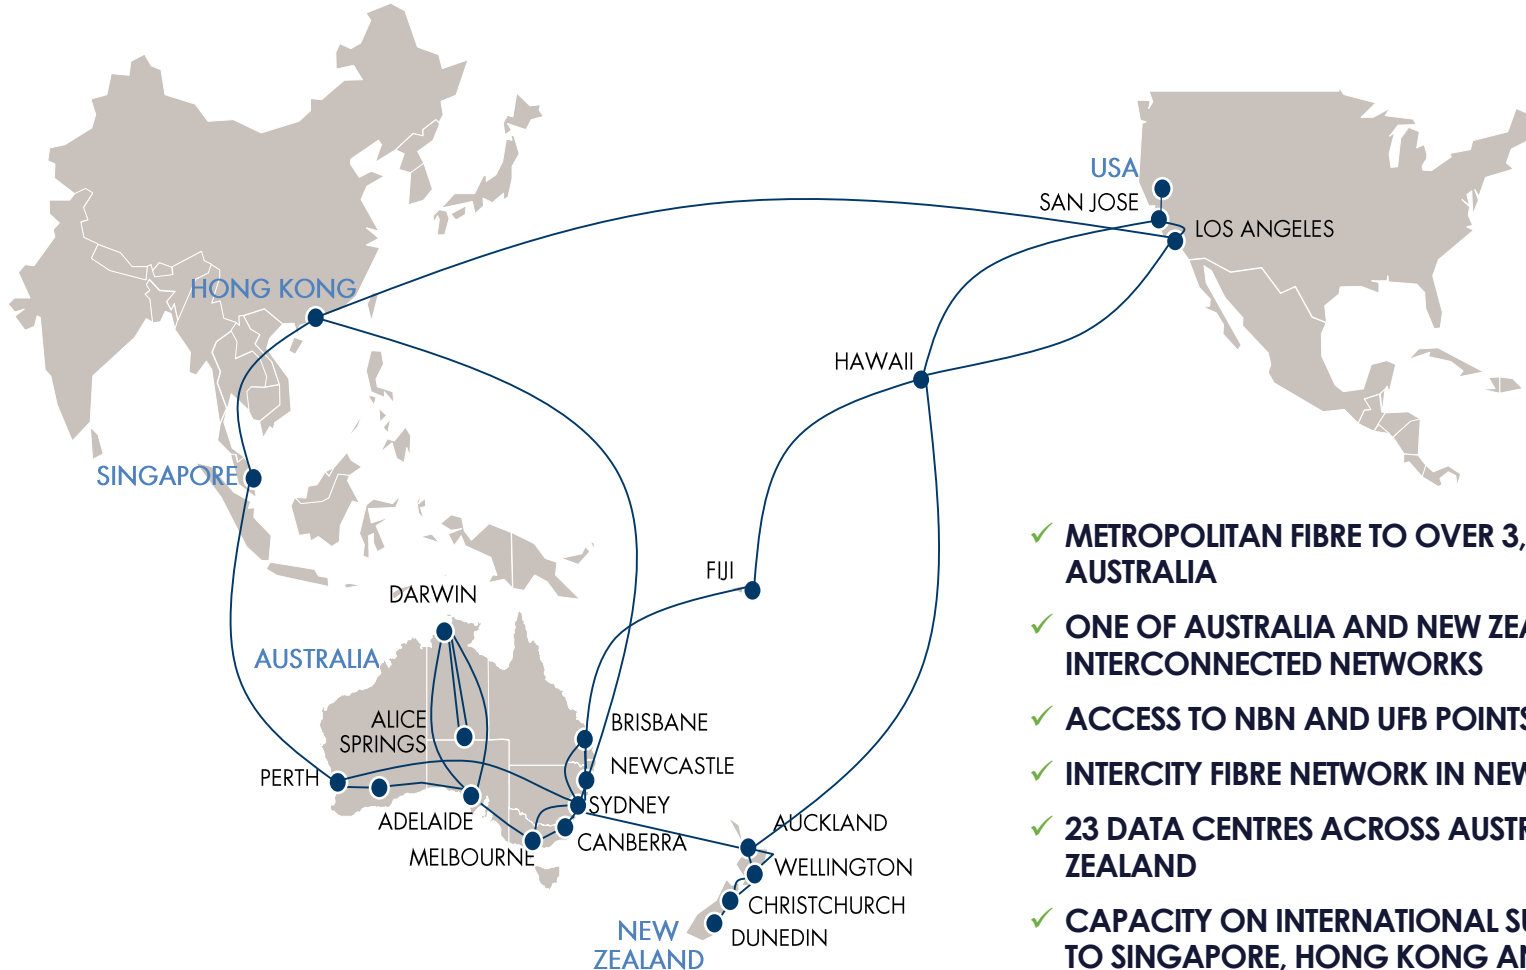 USA
SAN JOSE
LOS ANGELES
HONG KONG
HAWAII
SINGAPORE
FIJI
DARWIN
AUSTRALIA
ALICE
SPRINGS
BRISBANE
NEWCASTLE
PERTH
SYDNEY
ADELAIDE
CANBERRA
MELBOURNE
AUCKLAND
WELLINGTON
CHRISTCHURCH
DUNEDIN
NEW
ZEALAND
METROPOLITAN FIBRE TO OVER 3,
AUSTRALIA
ONE OF AUSTRALIA AND NEW ZEA
INTERCONNECTED NETWORKS
ACCESS TO NBN AND UFB POINTS
INTERCITY FIBRE NETWORK IN NEW
23 DATA CENTRES ACROSS AUSTR
ZEALAND
CAPACITY ON INTERNATIONAL SU
TO SINGAPORE, HONG KONG AN